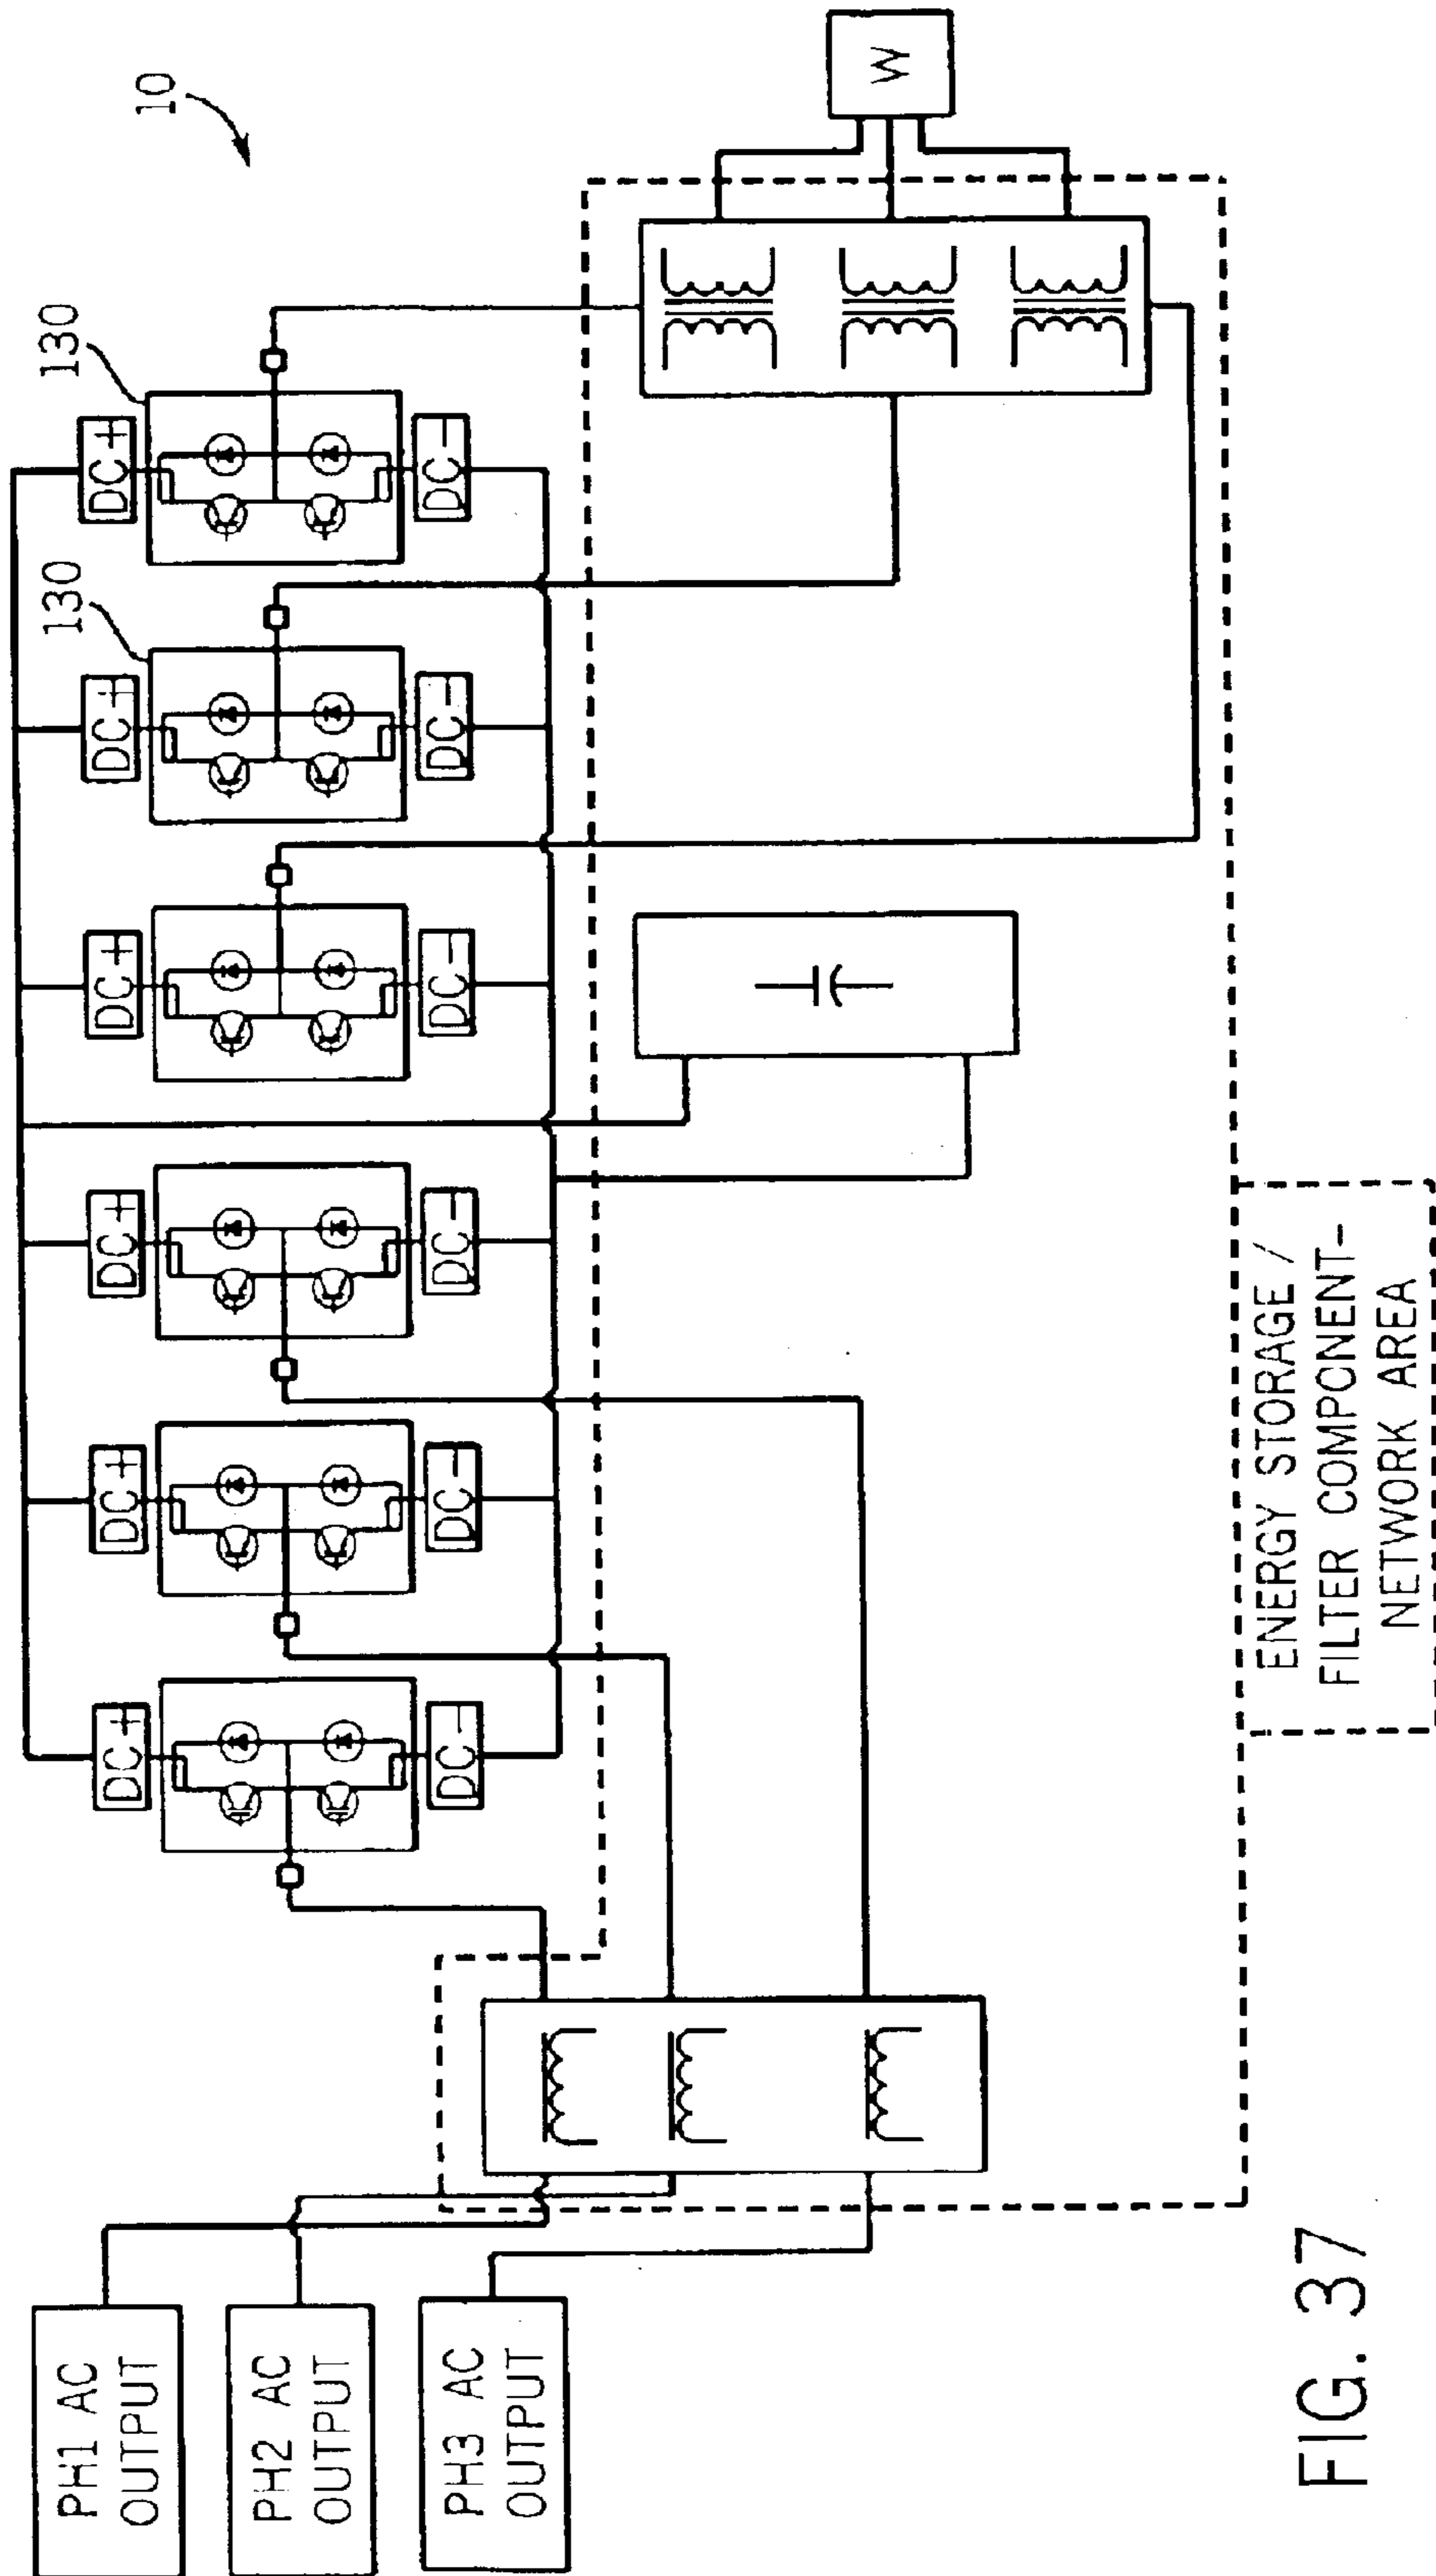 10
130
130
DC+
DC+
DC+
DC+
DC+
DC+
DC-
DC-
DC-
DC-
DC-
DC-
W
PH1 AC
OUTPUT
PH2 AC
OUTPUT
PH3 AC
OUTPUT
ENERGY STORAGE /
FILTER COMPONENT-
NETWORK AREA
FIG. 37